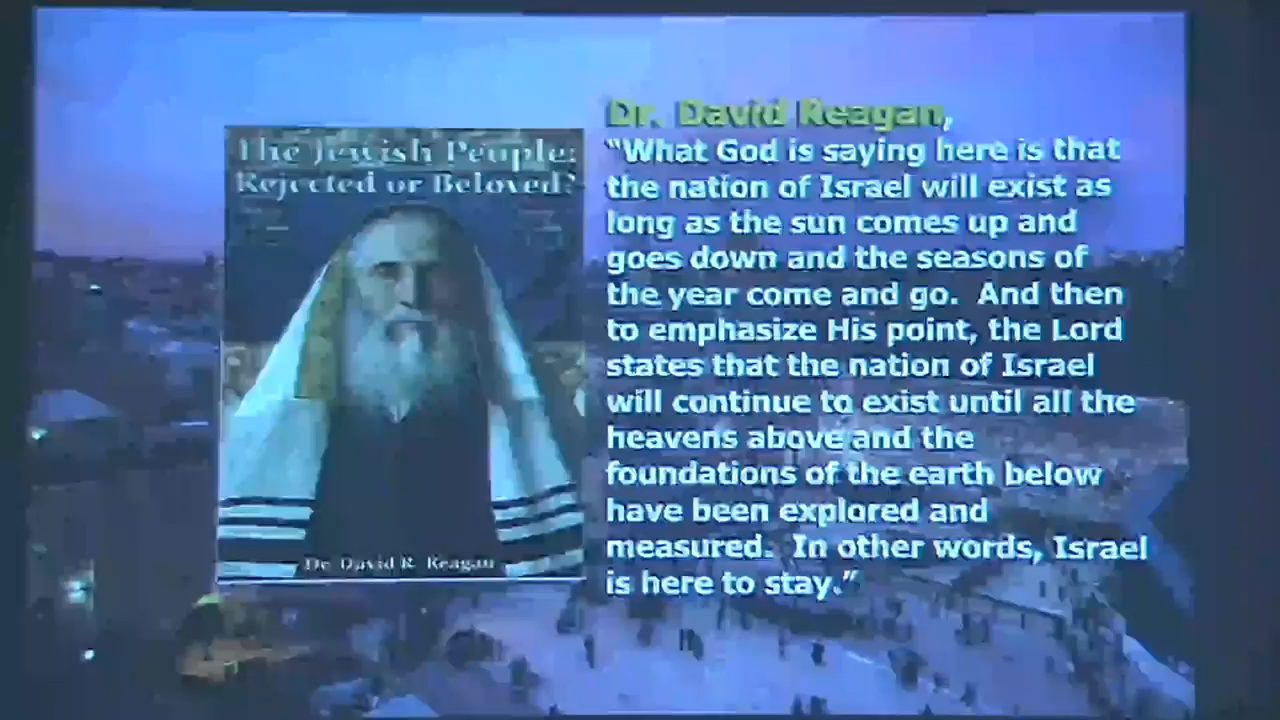 The Jewish People:
Rejected or Beloved?
Dr. David R. Reagan
Dr. David Reagan,
“What God is saying here is that
the nation of Israel will exist as
long as the sun comes up and
goes down and the seasons of
the year come and go.  And then
to emphasize His point, the Lord
states that the nation of Israel
will continue to exist until all the
heavens above and the
foundations of the earth below
have been explored and
measured.  In other words, Israel
is here to stay.”